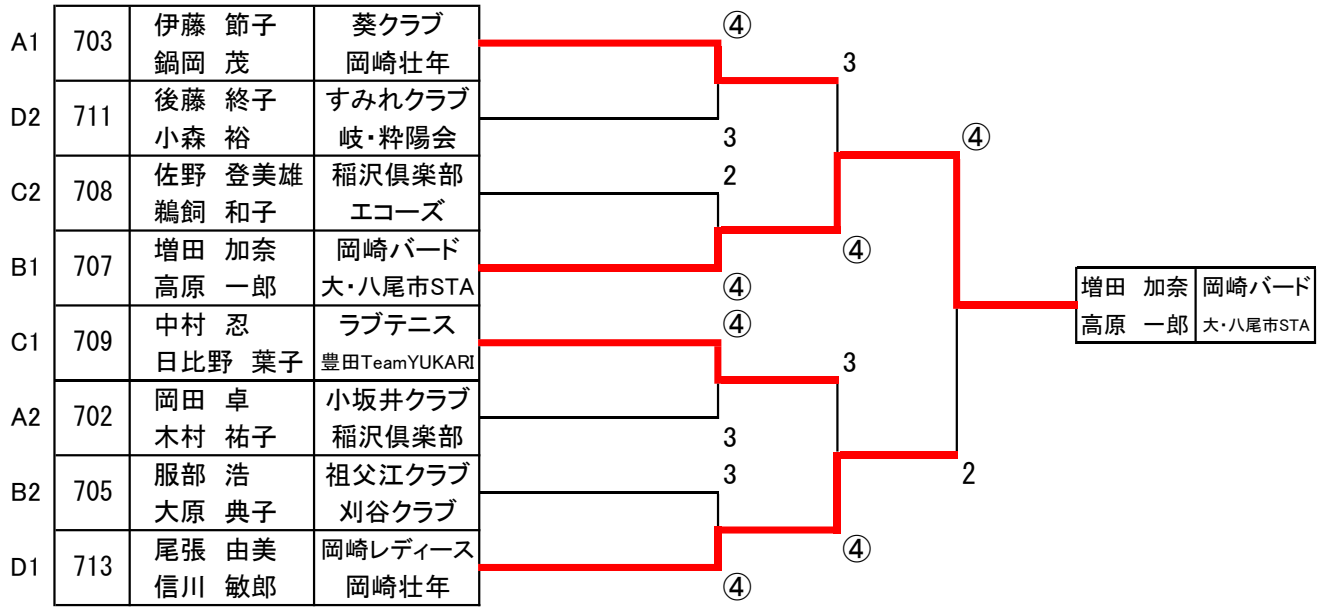 A1 703 伊藤 節子 葵クラブ ④
鍋岡 茂 岡崎壮年 3
D2 711 後藤 終子 すみれクラブ
小森 裕 岐・粋陽会 3 ④
C2 708 佐野 登美雄 稲沢倶楽部 2
鵜飼 和子 エコーズ
B1 707 増田 加奈 岡崎バード ④
高原 一郎 大・八尾市STA ④
増田 加奈 岡崎バード
高原 一郎 大・八尾市STA
C1 709 中村 忍 ラブテニス ④
日比野 葉子 豊田TeamYUKARI 3
A2 702 岡田 卓 小坂井クラブ
木村 祐子 稲沢倶楽部 3
B2 705 服部 浩 祖父江クラブ 3 2
大原 典子 刈谷クラブ
D1 713 尾張 由美 岡崎レディース ④
信川 敏郎 岡崎壮年 ④